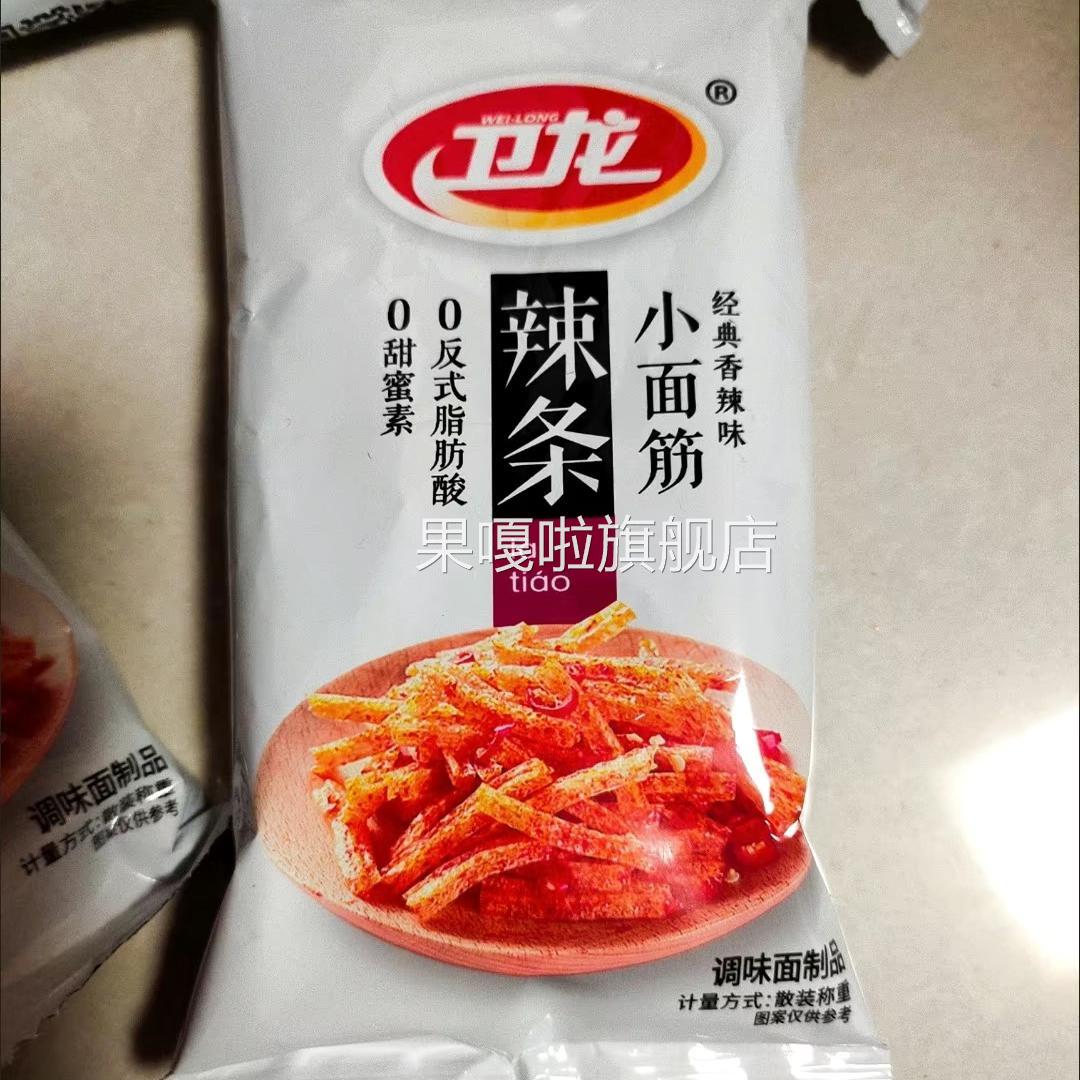 WEI-LONG
卫龙
®
经典香辣味
小面筋
辣条
tiáo
0反式脂肪酸
0甜蜜素
果嘎啦旗舰店
调味面制品
计量方式:散装称重
图案仅供参考
调味面制品
计量方式:散装称重
图案仅供参考